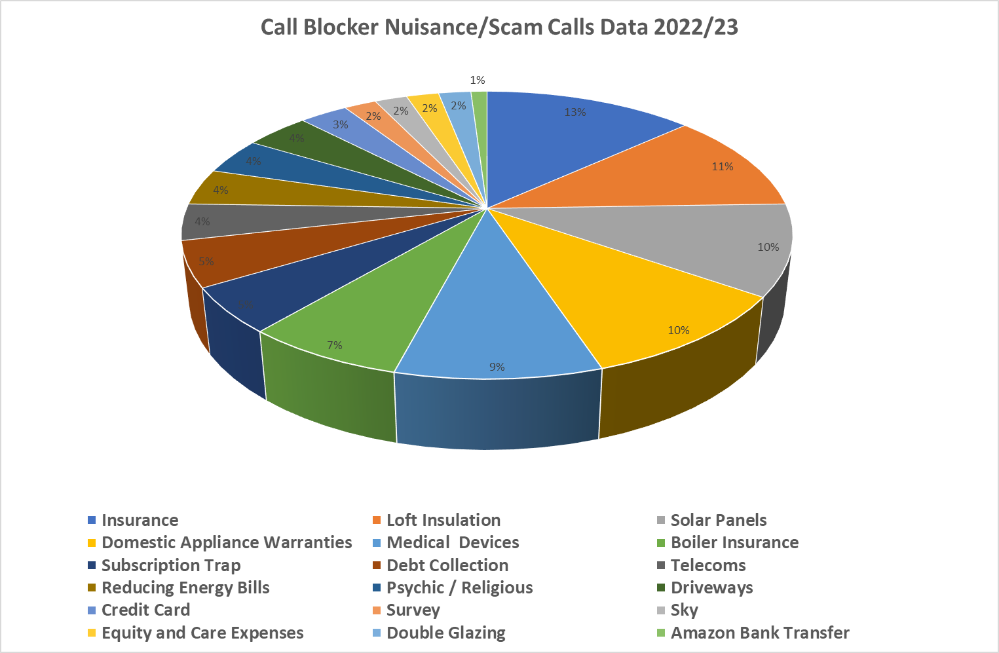 Call Blocker Nuisance/Scam Calls Data 2022/23
1%
13%
2%
2%
2%
2%
3%
4%
11%
4%
4%
4%
10%
5%
10%
7%
9%
Insurance
Loft Insulation
Solar Panels
Domestic Appliance Warranties
Medical  Devices
Boiler Insurance
Subscription Trap
Debt Collection
Telecoms
Reducing Energy Bills
Psychic / Religious
Driveways
Credit Card
Survey
Sky
Equity and Care Expenses
Double Glazing
Amazon Bank Transfer